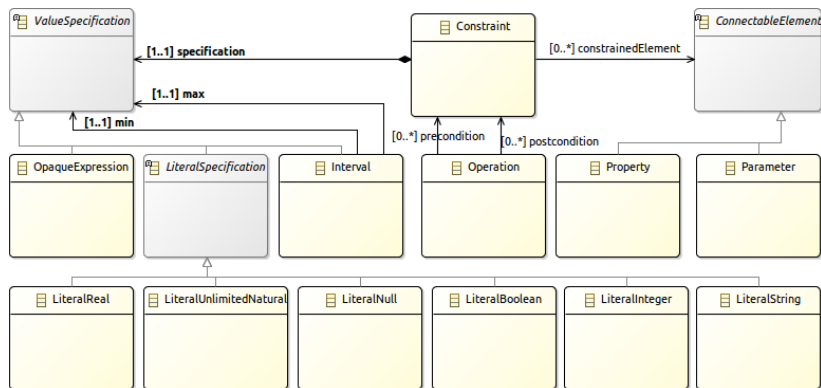 ValueSpecification
Constraint
ConnectableElement
[1..1] specification
[0..*] constrainedElement
[1..1] max
[1..1] min
[0..*] precondition
[0..*] postcondition
OpaqueExpression
LiteralSpecification
Interval
Operation
Property
Parameter
LiteralReal
LiteralUnlimitedNatural
LiteralNull
LiteralBoolean
LiteralInteger
LiteralString